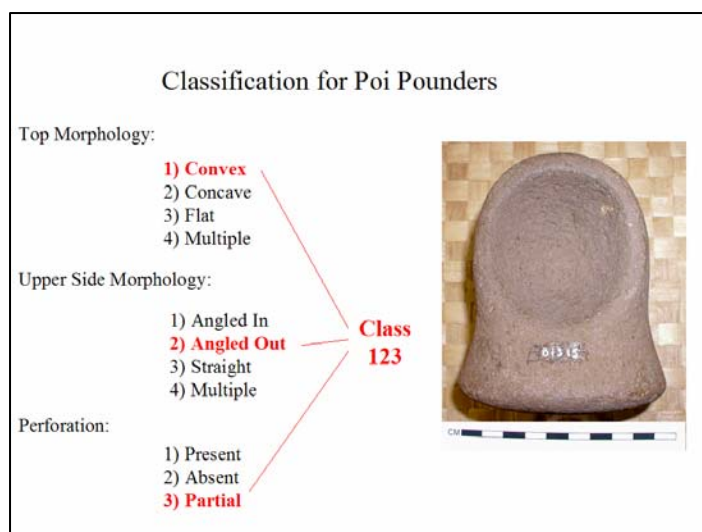 Classification for Poi Pounders
Top Morphology:
1) Convex
2) Concave
3) Flat
4) Multiple
Upper Side Morphology:
1) Angled In
2) Angled Out
3) Straight
4) Multiple
Perforation:
1) Present
2) Absent
3) Partial
Class
123
CM